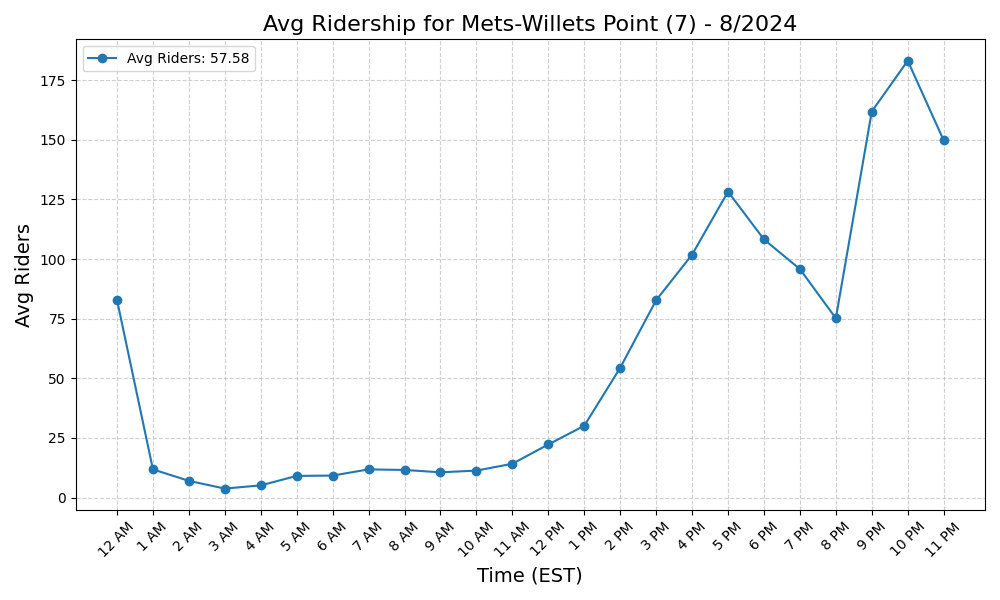 Avg Ridership for Mets-Willets Point (7) - 8/2024
Avg Riders: 57.58
Avg Riders
175
150
125
100
75
50
25
0
12 AM
1 AM
2 AM
3 AM
4 AM
5 AM
6 AM
7 AM
8 AM
9 AM
10 AM
11 AM
12 PM
1 PM
2 PM
3 PM
4 PM
5 PM
6 PM
7 PM
8 PM
9 PM
10 PM
11 PM
Time (EST)